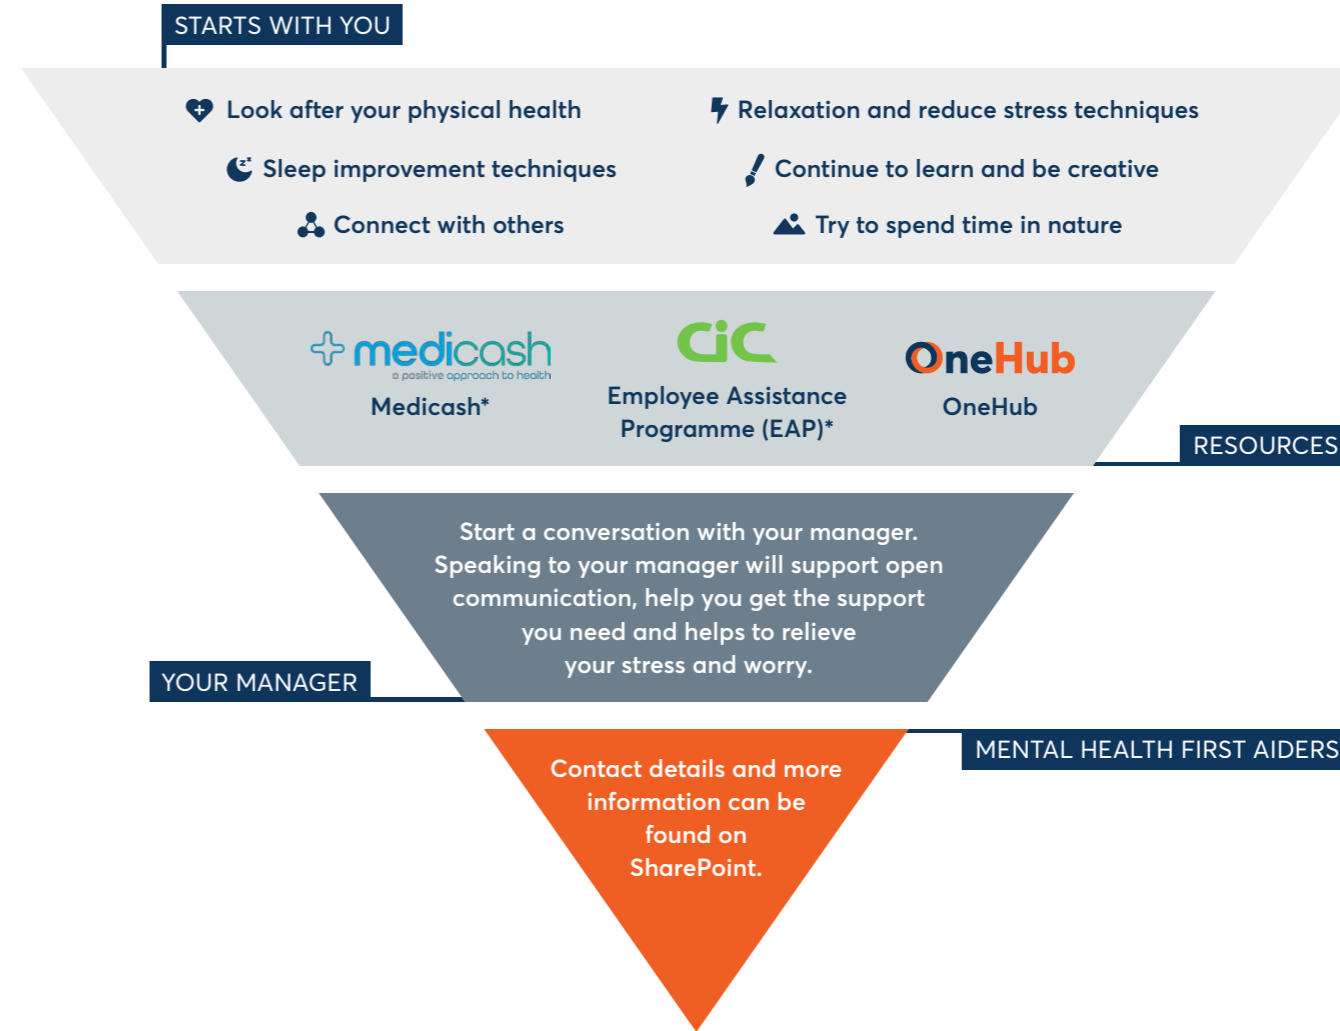 STARTS WITH YOU
Look after your physical health
Relaxation and reduce stress techniques
Sleep improvement techniques
Continue to learn and be creative
Connect with others
Try to spend time in nature
medicash
a positive approach to health
Medicash*
cic
Employee Assistance
Programme (EAP)*
OneHub
OneHub
RESOURCES
Start a conversation with your manager.
Speaking to your manager will support open
communication, help you get the support
you need and helps to relieve
your stress and worry.
YOUR MANAGER
MENTAL HEALTH FIRST AIDERS
Contact details and more
information can be
found on
SharePoint.